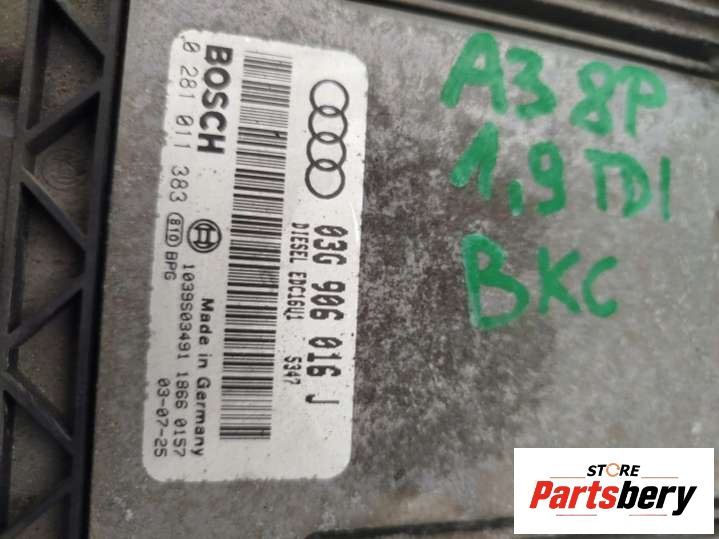 BOSCH
0 281 011 383
810
BPG
Made in Germany
1039S03491 1866 0157
03-07-25
03G 906 016 J
DIESEL EDC16U1 5347
A3 8P
1,9 TDI
BKC
STORE
Partsbery